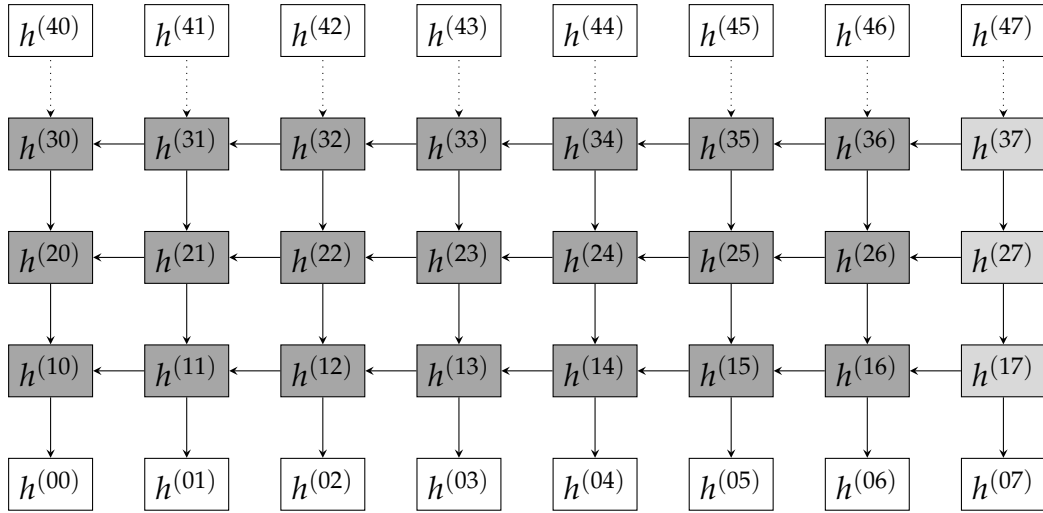 h^(40) h^(41) h^(42) h^(43) h^(44) h^(45) h^(46) h^(47)
h^(30) h^(31) h^(32) h^(33) h^(34) h^(35) h^(36) h^(37)
h^(20) h^(21) h^(22) h^(23) h^(24) h^(25) h^(26) h^(27)
h^(10) h^(11) h^(12) h^(13) h^(14) h^(15) h^(16) h^(17)
h^(00) h^(01) h^(02) h^(03) h^(04) h^(05) h^(06) h^(07)